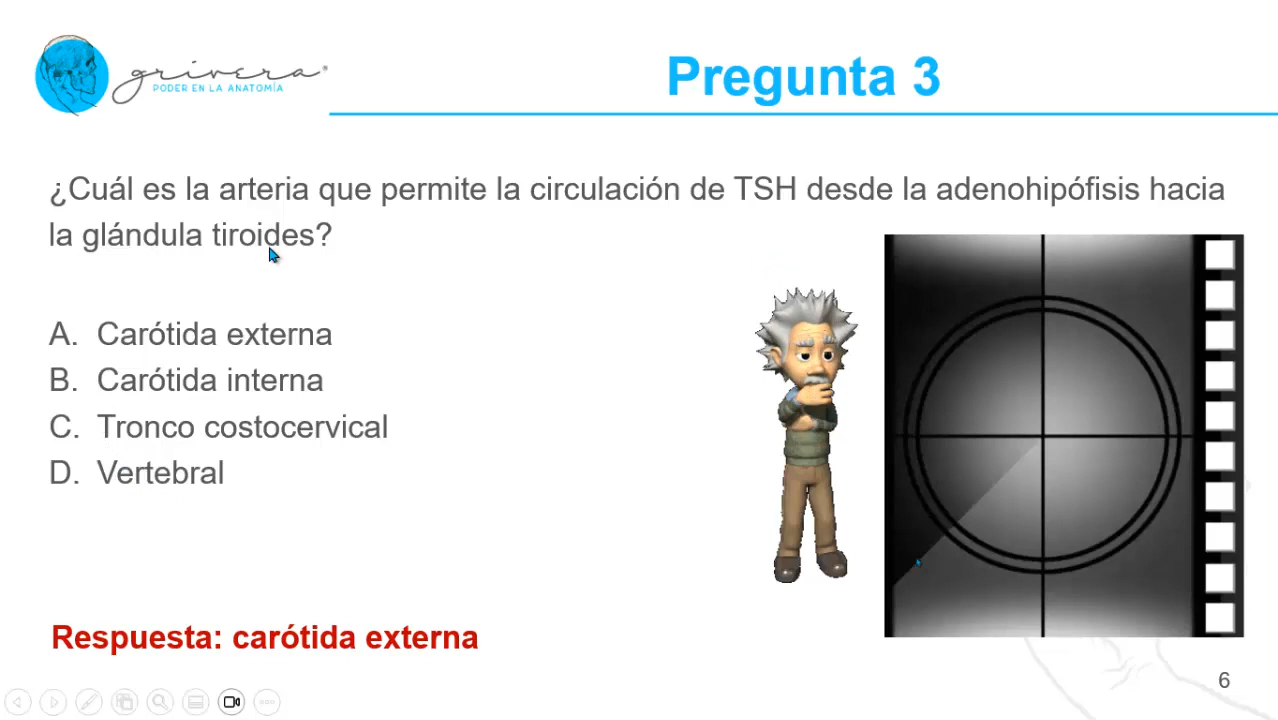 grivera®
PODER EN LA ANATOMÍA
Pregunta 3
¿Cuál es la arteria que permite la circulación de TSH desde la adenohipófisis hacia
la glándula tiroides?
A. Carótida externa
B. Carótida interna
C. Tronco costocervical
D. Vertebral
Respuesta: carótida externa
6